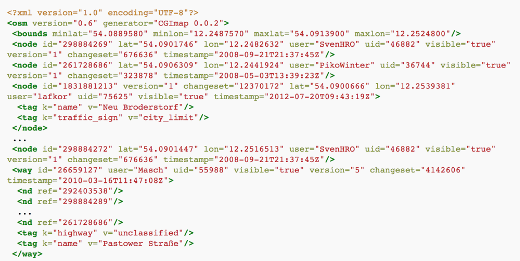 <?xml version="1.0" encoding="UTF-8"?>
<osm version="0.6" generator="CGImap 0.0.2">
<bounds minlat="54.0889580" minlon="12.2487570" maxlat="54.0913900" maxlon="12.2524800"/>
<node id="298884269" lat="54.0901746" lon="12.2482632" user="SvenHRO" uid="46882" visible="true"
version="1" changeset="676636" timestamp="2008-09-21T21:37:45Z"/>
<node id="261728686" lat="54.0906309" lon="12.2441924" user="PikoWinter" uid="36744" visible="true"
version="1" changeset="323878" timestamp="2008-05-03T13:39:23Z"/>
<node id="1831881213" version="1" changeset="12370172" lat="54.0900666" lon="12.2539381"
user="lafkor" uid="75625" visible="true" timestamp="2012-07-20T09:43:19Z">
<tag k="name" v="Neu Broderstorf"/>
<tag k="traffic_sign" v="city_limit"/>
</node>
...
<node id="298884272" lat="54.0901447" lon="12.2516513" user="SvenHRO" uid="46882" visible="true"
version="1" changeset="676636" timestamp="2008-09-21T21:37:45Z"/>
<way id="26659127" user="Masch" uid="55988" visible="true" version="5" changeset="4142606"
timestamp="2010-03-16T11:47:08Z">
<nd ref="292403538"/>
<nd ref="298884289"/>
...
<nd ref="261728686"/>
<tag k="highway" v="unclassified"/>
<tag k="name" v="Pastower Straße"/>
</way>